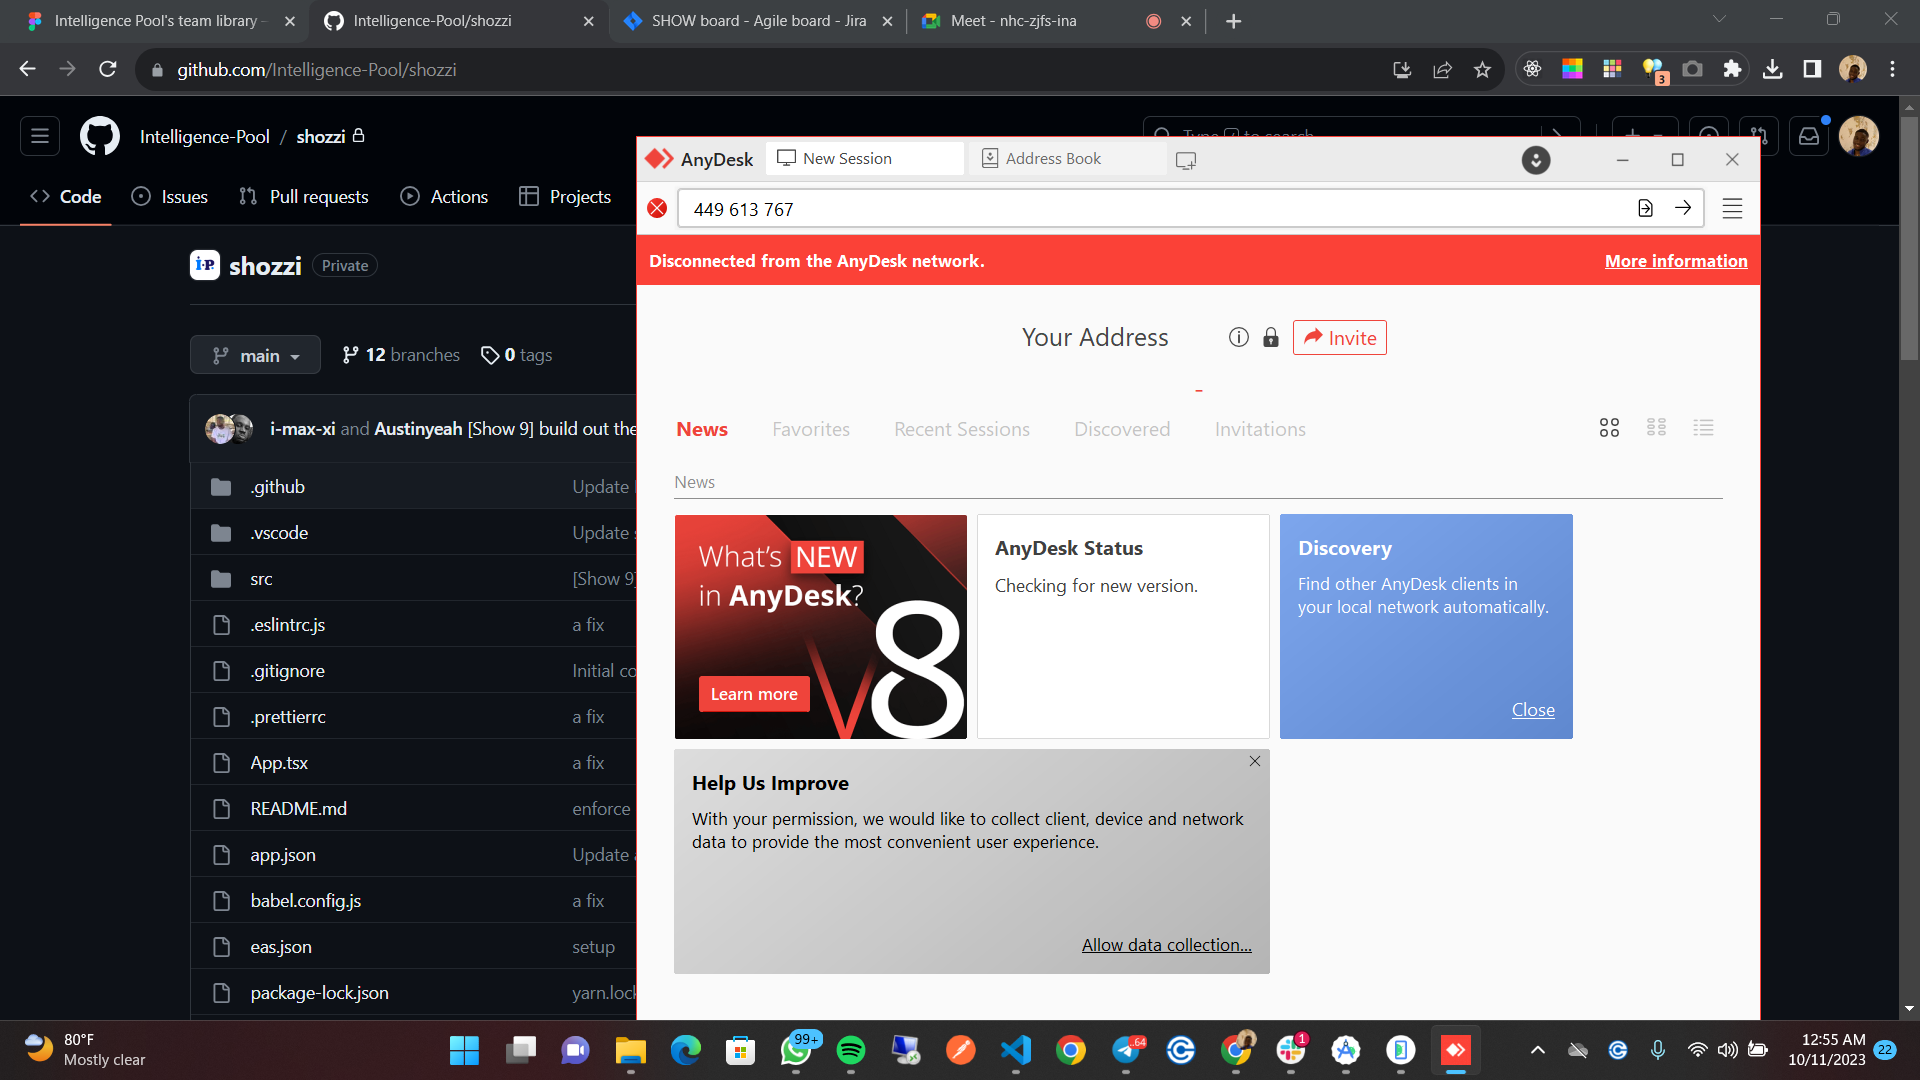 Intelligence Pool's team library –
Intelligence-Pool/shozzi
SHOW board - Agile board - Jira
Meet - nhc-zjfs-ina
github.com/Intelligence-Pool/shozzi
3
Intelligence-Pool / shozzi
Type / to search
Code
Issues
Pull requests
Actions
Projects
shozzi
Private
main
12 branches
0 tags
i-max-xi and Austinyeah [Show 9] build out the
.github
Update
.vscode
Update
src
[Show 9]
.eslintrc.js
a fix
.gitignore
Initial co
.prettierrc
a fix
App.tsx
a fix
README.md
enforce
app.json
Update
babel.config.js
a fix
eas.json
setup
package-lock.json
yarn.lock
AnyDesk
New Session
Address Book
449 613 767
Disconnected from the AnyDesk network.
More information
Your Address
Invite
News
Favorites
Recent Sessions
Discovered
Invitations
News
What's NEW
in AnyDesk?
V8
Learn more
AnyDesk Status
Checking for new version.
Discovery
Find other AnyDesk clients in
your local network automatically.
Close
Help Us Improve
With your permission, we would like to collect client, device and network
data to provide the most convenient user experience.
Allow data collection...
80°F
Mostly clear
99+
.64
1
12:55 AM
10/11/2023
22